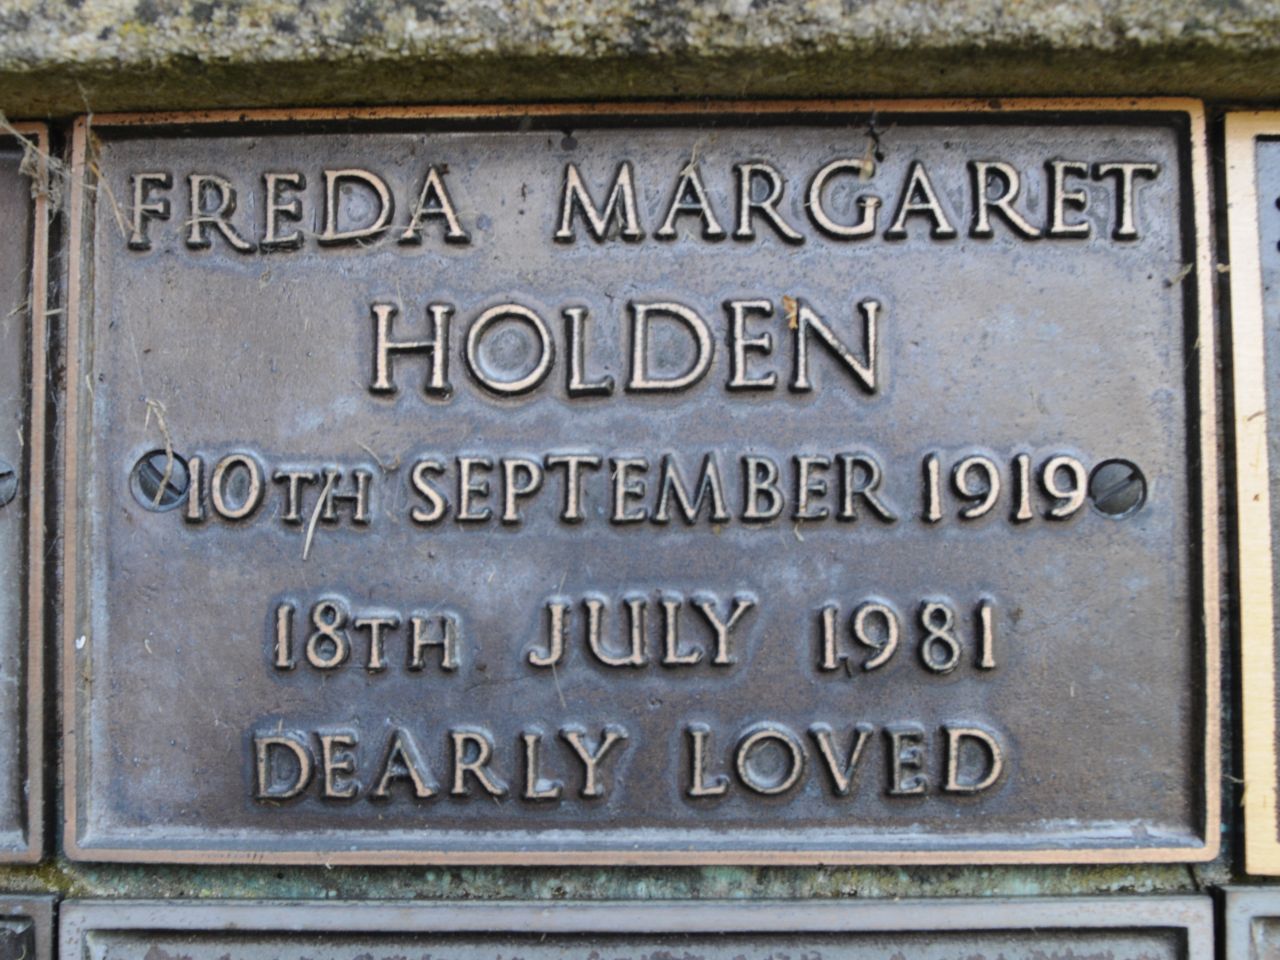 FREDA MARGARET
HOLDEN
10TH SEPTEMBER 1919
18TH JULY 1981
DEARLY LOVED